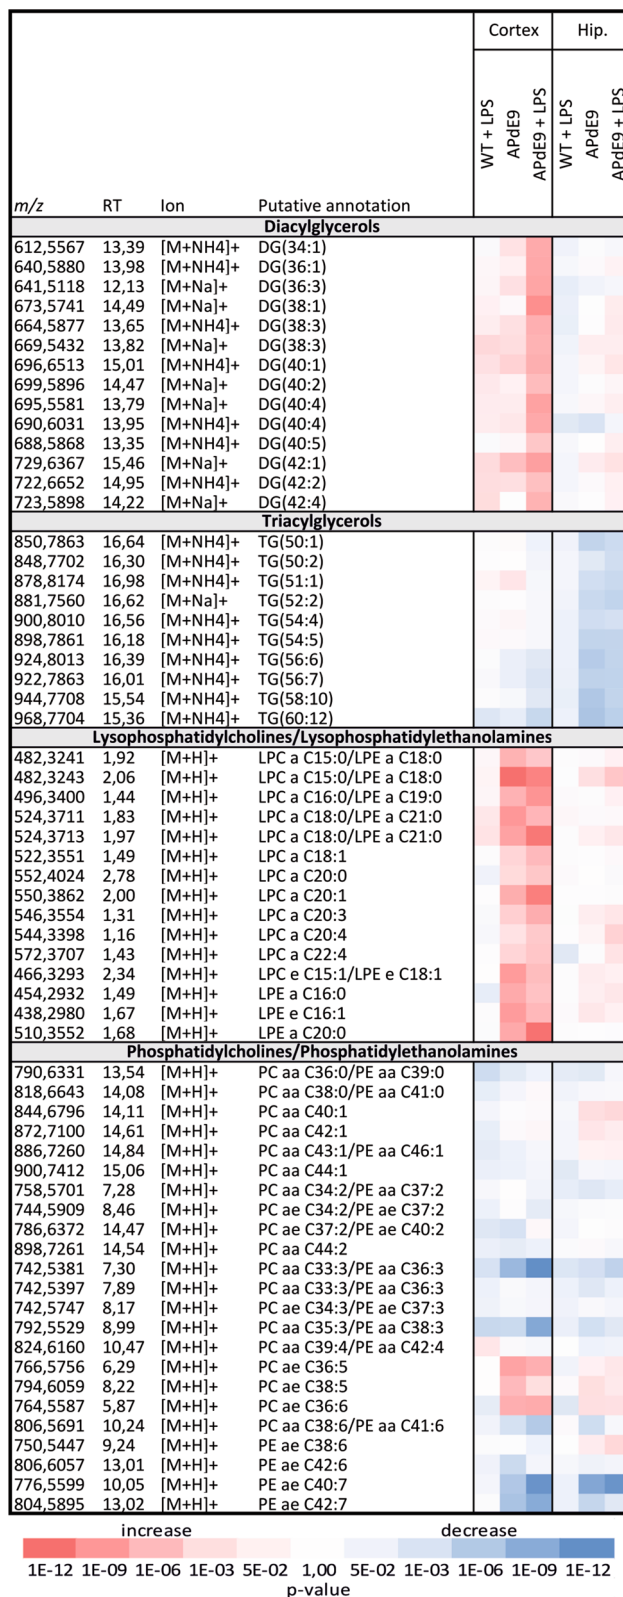 Cortex Hip.
WT + LPS APdE9 APdE9 + LPS WT + LPS APdE9 APdE9 + LPS
m/z RT Ion Putative annotation
Diacylglycerols
612,5567 13,39 [M+NH4]+ DG(34:1)
640,5880 13,98 [M+NH4]+ DG(36:1)
641,5118 12,13 [M+Na]+ DG(36:3)
673,5741 14,49 [M+Na]+ DG(38:1)
664,5877 13,65 [M+NH4]+ DG(38:3)
669,5432 13,82 [M+Na]+ DG(38:3)
696,6513 15,01 [M+NH4]+ DG(40:1)
699,5896 14,47 [M+Na]+ DG(40:2)
695,5581 13,79 [M+Na]+ DG(40:4)
690,6031 13,95 [M+NH4]+ DG(40:4)
688,5868 13,35 [M+NH4]+ DG(40:5)
729,6367 15,46 [M+Na]+ DG(42:1)
722,6652 14,95 [M+NH4]+ DG(42:2)
723,5898 14,22 [M+Na]+ DG(42:4)
Triacylglycerols
850,7863 16,64 [M+NH4]+ TG(50:1)
848,7702 16,30 [M+NH4]+ TG(50:2)
878,8174 16,98 [M+NH4]+ TG(51:1)
881,7560 16,62 [M+Na]+ TG(52:2)
900,8010 16,56 [M+NH4]+ TG(54:4)
898,7861 16,18 [M+NH4]+ TG(54:5)
924,8013 16,39 [M+NH4]+ TG(56:6)
922,7863 16,01 [M+NH4]+ TG(56:7)
944,7708 15,54 [M+NH4]+ TG(58:10)
968,7704 15,36 [M+NH4]+ TG(60:12)
Lysophosphatidylcholines/Lysophosphatidylethanolamines
482,3241 1,92 [M+H]+ LPC a C15:0/LPE a C18:0
482,3243 2,06 [M+H]+ LPC a C15:0/LPE a C18:0
496,3400 1,44 [M+H]+ LPC a C16:0/LPE a C19:0
524,3711 1,83 [M+H]+ LPC a C18:0/LPE a C21:0
524,3713 1,97 [M+H]+ LPC a C18:0/LPE a C21:0
522,3551 1,49 [M+H]+ LPC a C18:1
552,4024 2,78 [M+H]+ LPC a C20:0
550,3862 2,00 [M+H]+ LPC a C20:1
546,3554 1,31 [M+H]+ LPC a C20:3
544,3398 1,16 [M+H]+ LPC a C20:4
572,3707 1,43 [M+H]+ LPC a C22:4
466,3293 2,34 [M+H]+ LPC e C15:1/LPE e C18:1
454,2932 1,49 [M+H]+ LPE a C16:0
438,2980 1,67 [M+H]+ LPE e C16:1
510,3552 1,68 [M+H]+ LPE a C20:0
Phosphatidylcholines/Phosphatidylethanolamines
790,6331 13,54 [M+H]+ PC aa C36:0/PE aa C39:0
818,6643 14,08 [M+H]+ PC aa C38:0/PE aa C41:0
844,6796 14,11 [M+H]+ PC aa C40:1
872,7100 14,61 [M+H]+ PC aa C42:1
886,7260 14,84 [M+H]+ PC aa C43:1/PE aa C46:1
900,7412 15,06 [M+H]+ PC aa C44:1
758,5701 7,28 [M+H]+ PC aa C34:2/PE aa C37:2
744,5909 8,46 [M+H]+ PC ae C34:2/PE ae C37:2
786,6372 14,47 [M+H]+ PC ae C37:2/PE ae C40:2
898,7261 14,54 [M+H]+ PC aa C44:2
742,5381 7,30 [M+H]+ PC aa C33:3/PE aa C36:3
742,5397 7,89 [M+H]+ PC aa C33:3/PE aa C36:3
742,5747 8,17 [M+H]+ PC ae C34:3/PE ae C37:3
792,5529 8,99 [M+H]+ PC aa C35:3/PE aa C38:3
824,6160 10,47 [M+H]+ PC aa C39:4/PE aa C42:4
766,5756 6,29 [M+H]+ PC ae C36:5
794,6059 8,22 [M+H]+ PC ae C38:5
764,5587 5,87 [M+H]+ PC ae C36:6
806,5691 10,24 [M+H]+ PC aa C38:6/PE aa C41:6
750,5447 9,24 [M+H]+ PE ae C38:6
806,6057 13,01 [M+H]+ PE ae C42:6
776,5599 10,05 [M+H]+ PE ae C40:7
804,5895 13,02 [M+H]+ PE ae C42:7
increase decrease
1E-12 1E-09 1E-06 1E-03 5E-02 1,00 5E-02 1E-03 1E-06 1E-09 1E-12
p-value